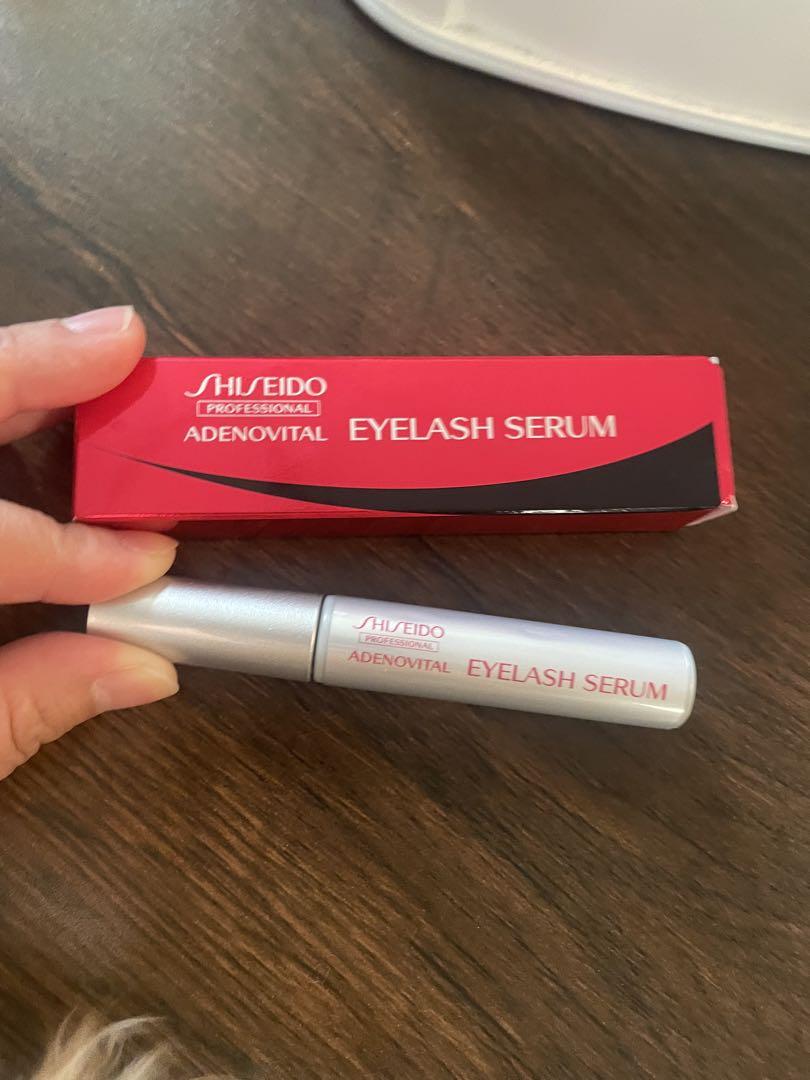 SHISEIDO
PROFESSIONAL
ADENOVITAL EYELASH SERUM
SHISEIDO
PROFESSIONAL
ADENOVITAL EYELASH SERUM